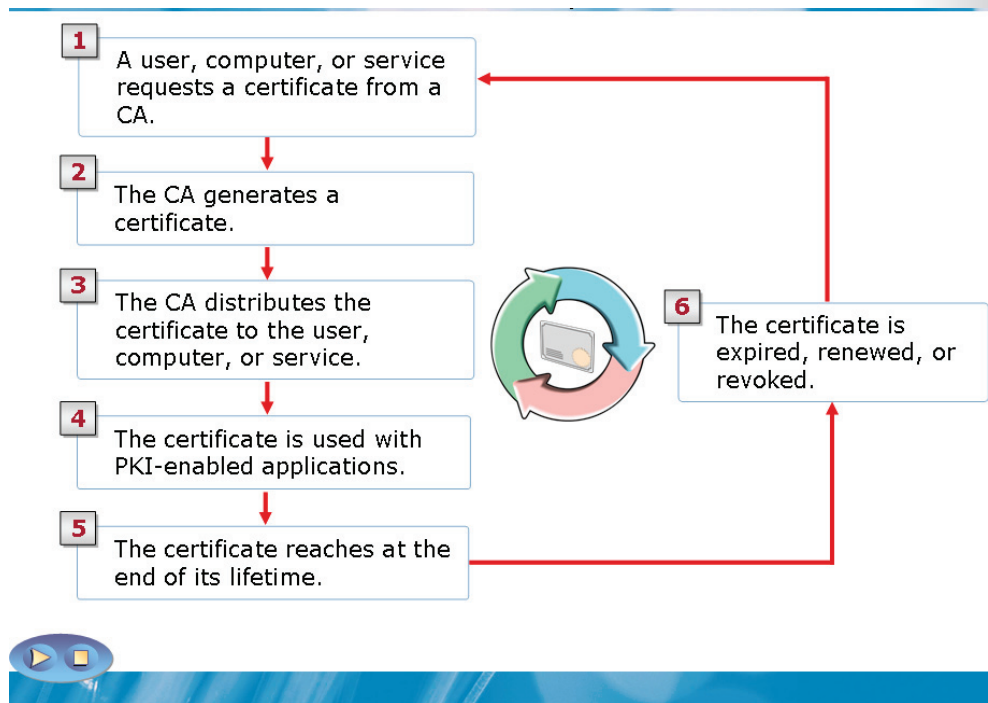 1
A user, computer, or service
requests a certificate from a
CA.
2
The CA generates a
certificate.
3
The CA distributes the
certificate to the user,
computer, or service.
4
The certificate is used with
PKI-enabled applications.
5
The certificate reaches at the
end of its lifetime.
6
The certificate is
expired, renewed, or
revoked.